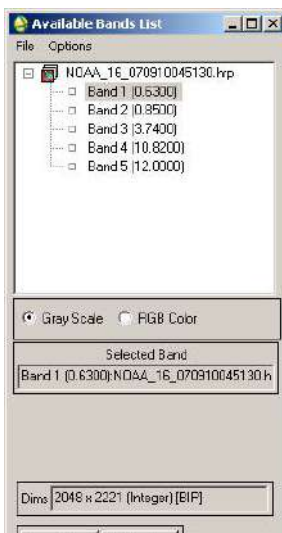 Available Bands List
File Options
NOAA_16_070910045130.hrp
Band 1 (0.6300)
Band 2 (0.8500)
Band 3 (3.7400)
Band 4 (10.8200)
Band 5 (12.0000)
Gray Scale RGB Color
Selected Band
Band 1 (0.6300):NOAA_16_070910045130.h
Dims 2048 x 2221 (Integer) [BIP]